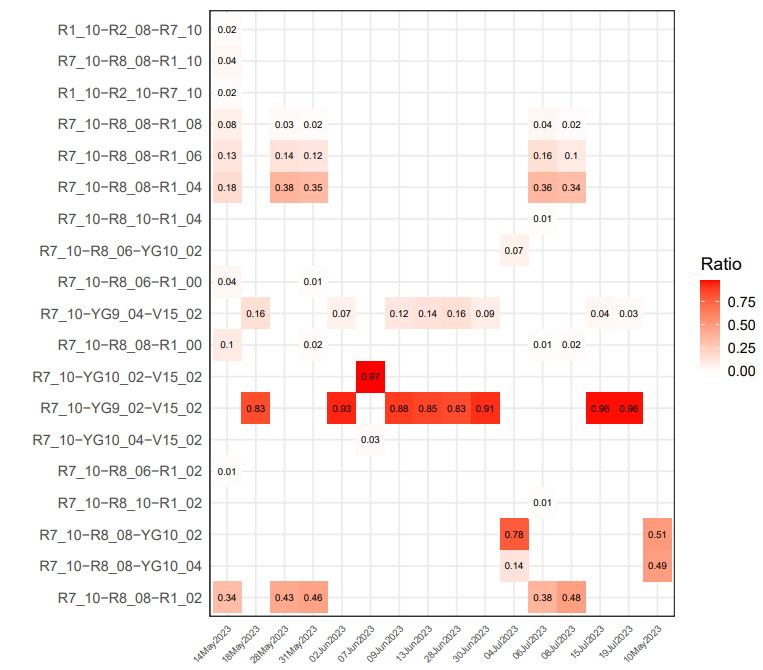 R1_10−R2_08−R7_10 0.02
R7_10−R8_08−R1_10 0.04
R1_10−R2_10−R7_10 0.02
R7_10−R8_08−R1_08 0.08 0.03 0.02 0.04 0.02
R7_10−R8_08−R1_06 0.13 0.14 0.12 0.16 0.1
R7_10−R8_08−R1_04 0.18 0.38 0.35 0.36 0.34
R7_10−R8_10−R1_04 0.01
R7_10−R8_06−YG10_02 0.07
R7_10−R8_06−R1_00 0.04 0.01
R7_10−YG9_04−V15_02 0.16 0.07 0.12 0.14 0.16 0.09 0.04 0.03
R7_10−R8_08−R1_00 0.1 0.02 0.01 0.02
R7_10−YG10_02−V15_02 0.97
R7_10−YG9_02−V15_02 0.83 0.93 0.88 0.85 0.83 0.91 0.96 0.96
R7_10−YG10_04−V15_02 0.03
R7_10−R8_06−R1_02 0.01
R7_10−R8_10−R1_02 0.01
R7_10−R8_08−YG10_02 0.78 0.51
R7_10−R8_08−YG10_04 0.14 0.49
R7_10−R8_08−R1_02 0.34 0.43 0.46 0.38 0.48
14May2023 18May2023 28May2023 31May2023 02Jun2023 07Jun2023 09Jun2023 13Jun2023 28Jun2023 30Jun2023 04Jul2023 06Jul2023 08Jul2023 15Jul2023 19Jul2023 10May2023
Ratio
0.75
0.50
0.25
0.00